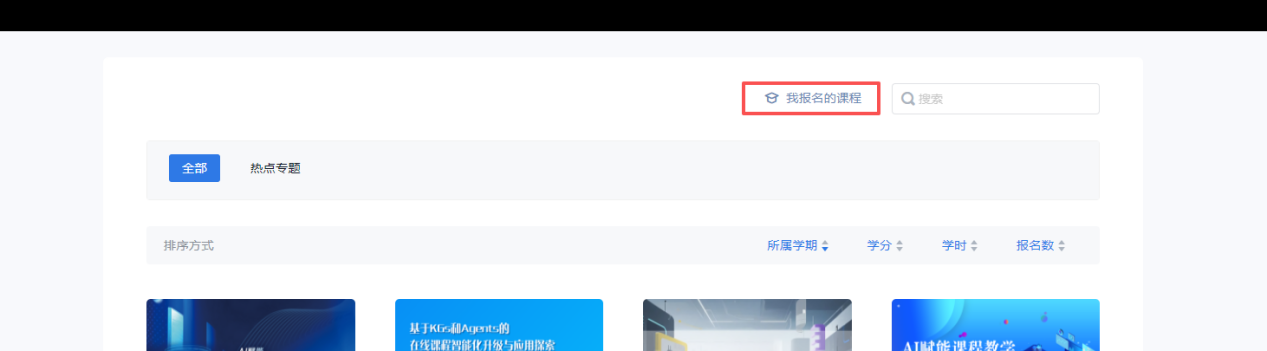 我报名的课程
搜索
全部
热点专题
排序方式
所属学期
学分
学时
报名数
基于KGs和Agents的
在线课程智能化升级与应用探索
AI赋能课程教学